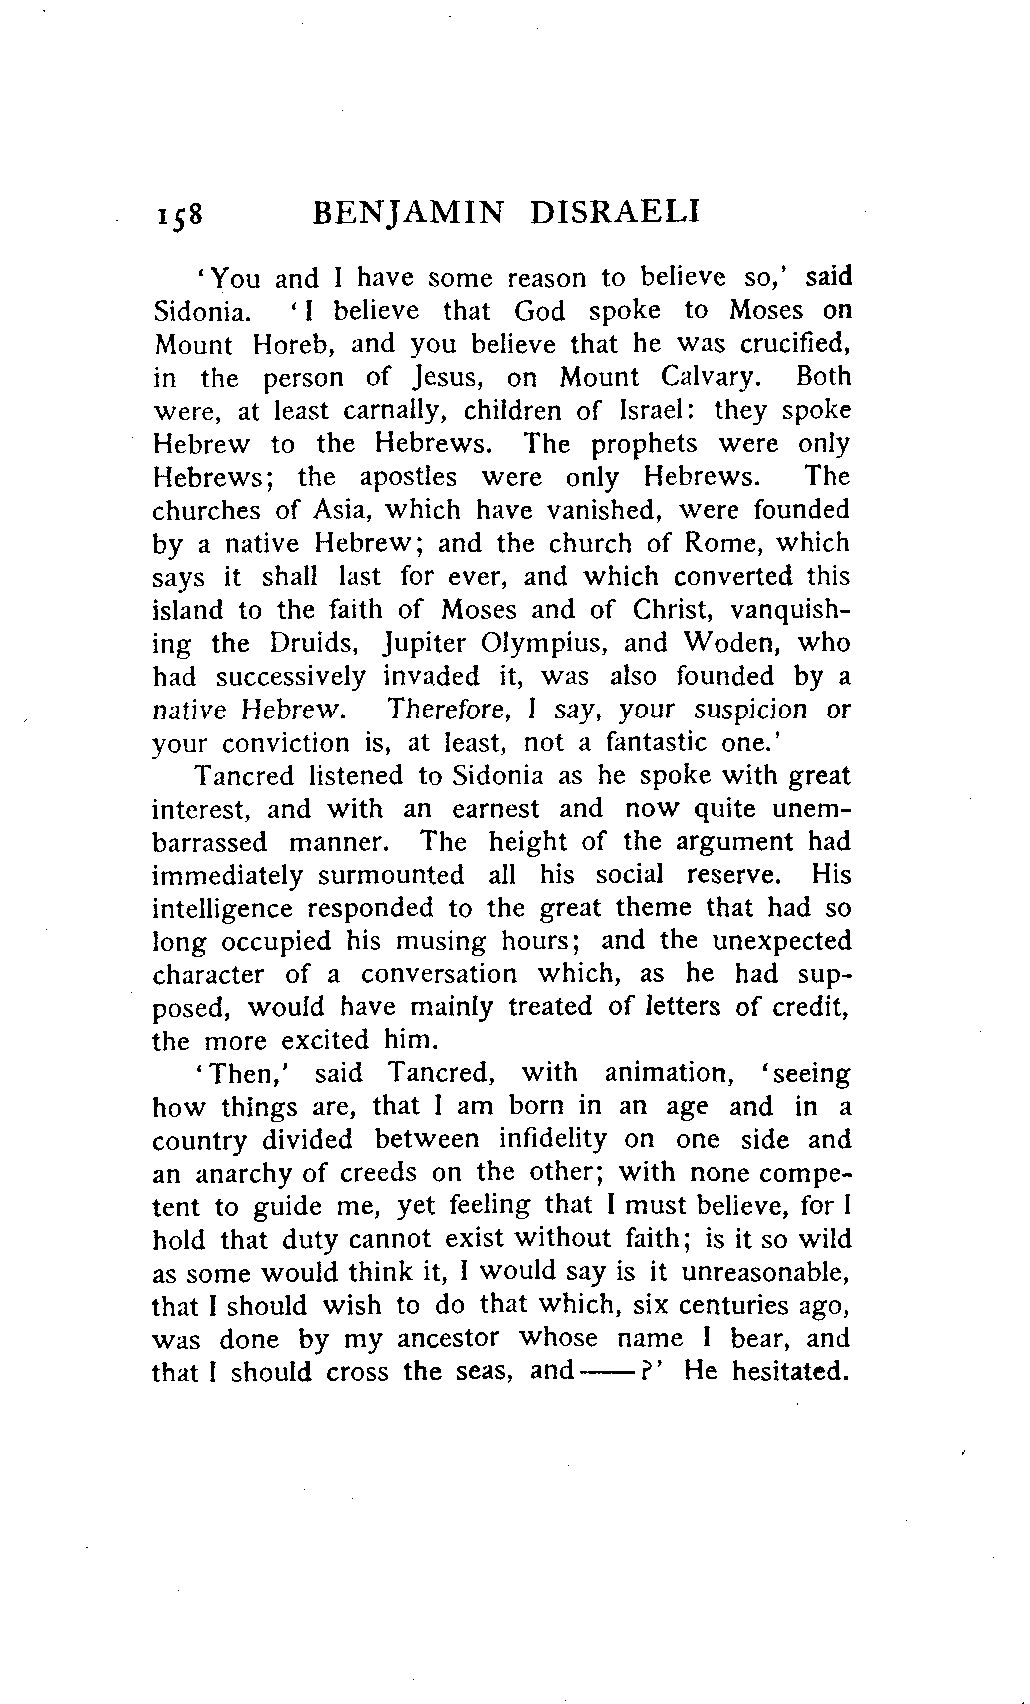 158 BENJAMIN DISRAELI
‘You and I have some reason to believe so,’ said
Sidonia. ‘I believe that God spoke to Moses on
Mount Horeb, and you believe that he was crucified,
in the person of Jesus, on Mount Calvary. Both
were, at least carnally, children of Israel: they spoke
Hebrew to the Hebrews. The prophets were only
Hebrews; the apostles were only Hebrews. The
churches of Asia, which have vanished, were founded
by a native Hebrew; and the church of Rome, which
says it shall last for ever, and which converted this
island to the faith of Moses and of Christ, vanquish-
ing the Druids, Jupiter Olympius, and Woden, who
had successively invaded it, was also founded by a
native Hebrew. Therefore, I say, your suspicion or
your conviction is, at least, not a fantastic one.’
Tancred listened to Sidonia as he spoke with great
interest, and with an earnest and now quite unem-
barrassed manner. The height of the argument had
immediately surmounted all his social reserve. His
intelligence responded to the great theme that had so
long occupied his musing hours; and the unexpected
character of a conversation which, as he had sup-
posed, would have mainly treated of letters of credit,
the more excited him.
‘Then,’ said Tancred, with animation, ‘seeing
how things are, that I am born in an age and in a
country divided between infidelity on one side and
an anarchy of creeds on the other; with none compe-
tent to guide me, yet feeling that I must believe, for I
hold that duty cannot exist without faith; is it so wild
as some would think it, I would say is it unreasonable,
that I should wish to do that which, six centuries ago,
was done by my ancestor whose name I bear, and
that I should cross the seas, and——?’ He hesitated.